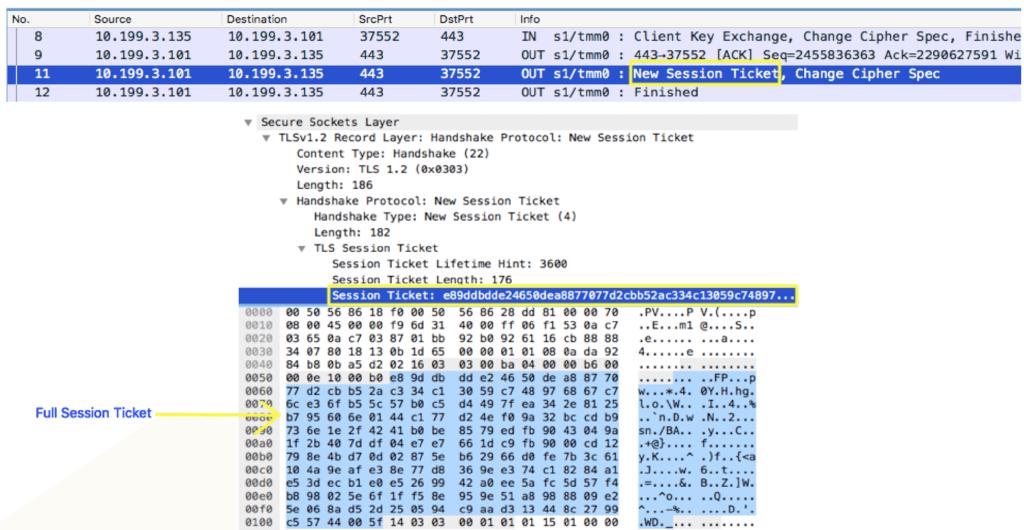 No. Source Destination SrcPrt DstPrt Info
8 10.199.3.135 10.199.3.101 37552 443 IN s1/tmm0 : Client Key Exchange, Change Cipher Spec, Finishe
9 10.199.3.101 10.199.3.135 443 37552 OUT s1/tmm0 : 443→37552 [ACK] Seq=2455836363 Ack=2290627591 Wi
11 10.199.3.101 10.199.3.135 443 37552 OUT s1/tmm0 : New Session Ticket, Change Cipher Spec
12 10.199.3.101 10.199.3.135 443 37552 OUT s1/tmm0 : Finished
Secure Sockets Layer
TLSv1.2 Record Layer: Handshake Protocol: New Session Ticket
Content Type: Handshake (22)
Version: TLS 1.2 (0x0303)
Length: 186
Handshake Protocol: New Session Ticket
Handshake Type: New Session Ticket (4)
Length: 182
TLS Session Ticket
Session Ticket Lifetime Hint: 3600
Session Ticket Length: 176
Session Ticket: e89ddbdde24650dea8877077d2cbb52ac334c13059c74897...
0000 00 50 56 86 18 f0 00 50 56 86 28 dd 81 00 00 70 .PV....P V.(....p
0010 08 00 45 00 00 f9 6d 31 40 00 ff 06 f1 53 0a c7 ..E...m1 @....S..
0020 03 65 0a c7 03 87 01 bb 92 b0 92 61 16 cb 88 88 .e...... ...a....
0030 34 07 80 18 13 0b 1d 65 00 00 01 01 08 0a da 92 4......e ........
0040 84 b8 0b a5 d2 02 16 03 03 00 ba 04 00 00 b6 00 ........ ........
0050 00 0e 10 00 b0 e8 9d db dd e2 46 50 de a8 87 70 ........ ..FP...p
0060 77 d2 cb b5 2a c3 34 c1 30 59 c7 48 97 68 67 c7 w...*.4. 0Y.H.hg.
0070 6c e3 6f b5 5c 57 b0 c5 d4 49 7f ea 34 2e 81 25 l.o.\W.. .I..4..%
0080 97 95 60 6e 01 44 c1 77 d2 4e f0 9a 32 bc cd b9 ..`n.D.w .N..2...
0090 73 6e 1e 2f 42 41 b0 be 85 79 ed fb 90 43 04 9a sn./BA.. .y...C..
00a0 1f 2b 40 7d df 04 e7 e7 66 1d c9 fb 90 00 cd 12 .+@}.... f.......
00b0 79 8e 4b d7 0d 02 87 5e b6 29 66 d0 fe 7b 3c 61 y.K....^ .)f..{<a
00c0 10 4a 9e af e3 8e 77 d8 36 9e e3 74 c1 82 84 a1 .J....w. 6..t....
00d0 e5 3d ec b1 e0 e5 26 99 42 a0 ee 5a fc 5d 57 f4 .=....&. B..Z.]W.
00e0 b8 98 02 5e 6f 1f f5 8e 95 9e 51 a8 98 88 09 e2 ...^o... ..Q.....
00f0 5e 06 8a d5 2d 25 05 94 c9 aa d3 13 44 8c 27 99 ^...-%.. ....D.'.
0100 c5 57 44 00 5f 14 03 03 00 01 01 01 15 01 00 00 .WD._... ........
Full Session Ticket